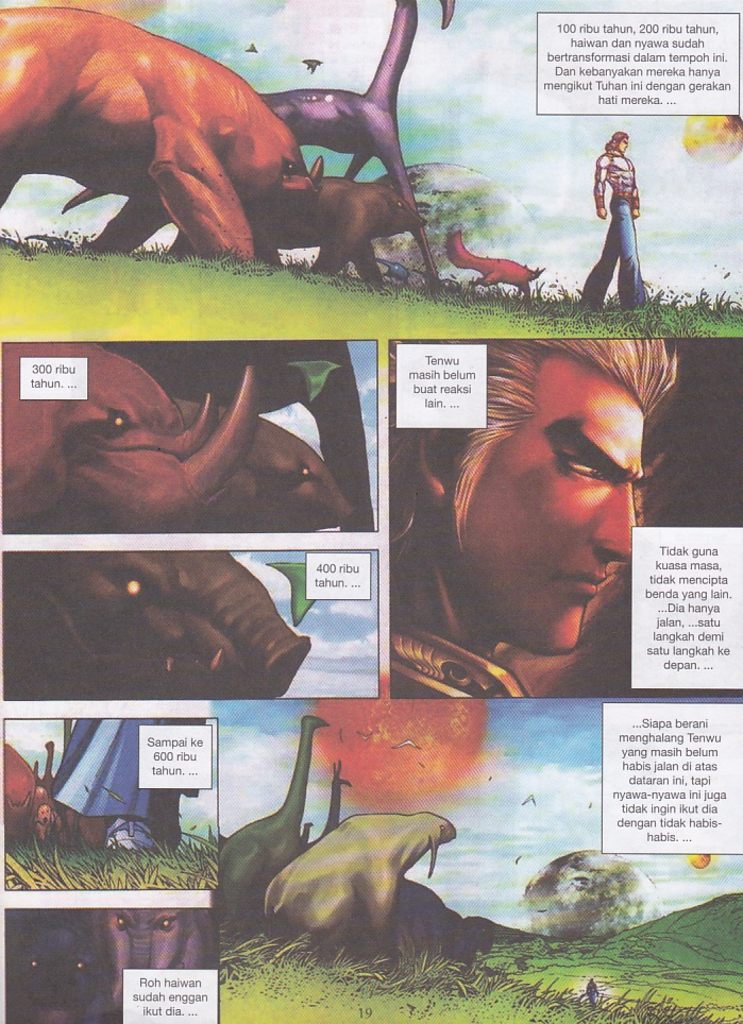 100 ribu tahun, 200 ribu tahun,
haiwan dan nyawa sudah
bertransformasi dalam tempoh ini.
Dan kebanyakan mereka hanya
mengikut Tuhan ini dengan gerakan
hati mereka. ...
300 ribu
tahun. ...
Tenwu
masih belum
buat reaksi
lain. ...
400 ribu
tahun. ...
Tidak guna
kuasa masa,
tidak mencipta
benda yang lain.
...Dia hanya
jalan, ...satu
langkah demi
satu langkah ke
depan. ...
Sampai ke
600 ribu
tahun. ...
...Siapa berani
menghalang Tenwu
yang masih belum
habis jalan di atas
dataran ini, tapi
nyawa-nyawa ini juga
tidak ingin ikut dia
dengan tidak habis-
habis. ...
Roh haiwan
sudah enggan
ikut dia. ...
19